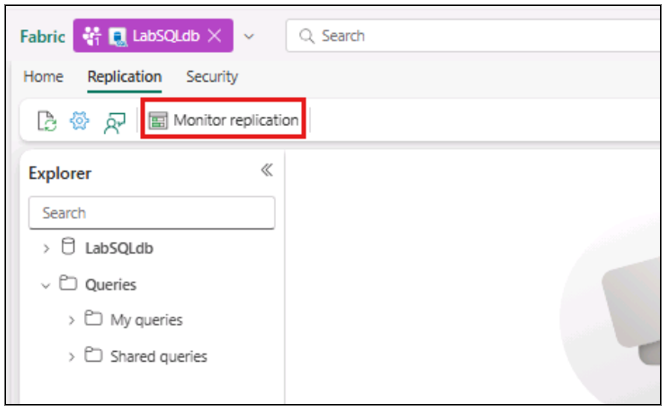 Fabric LabSQLdb Search
Home Replication Security
Monitor replication
Explorer
Search
LabSQLdb
Queries
My queries
Shared queries